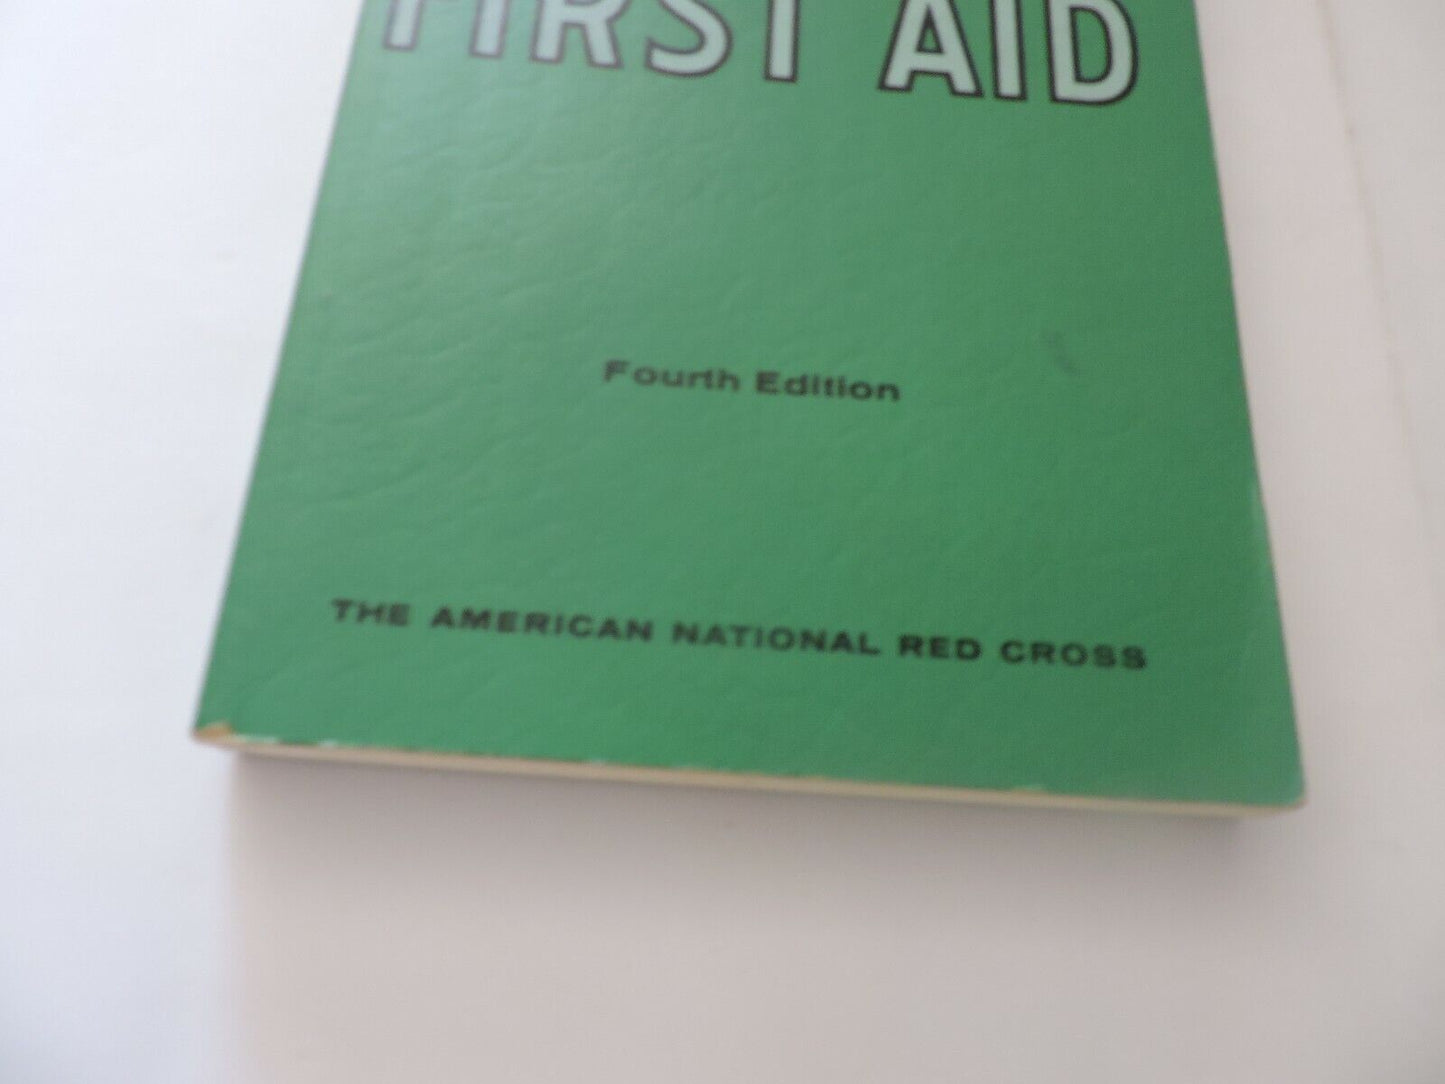 FIRST AID
Fourth Edition
THE AMERICAN NATIONAL RED CROSS